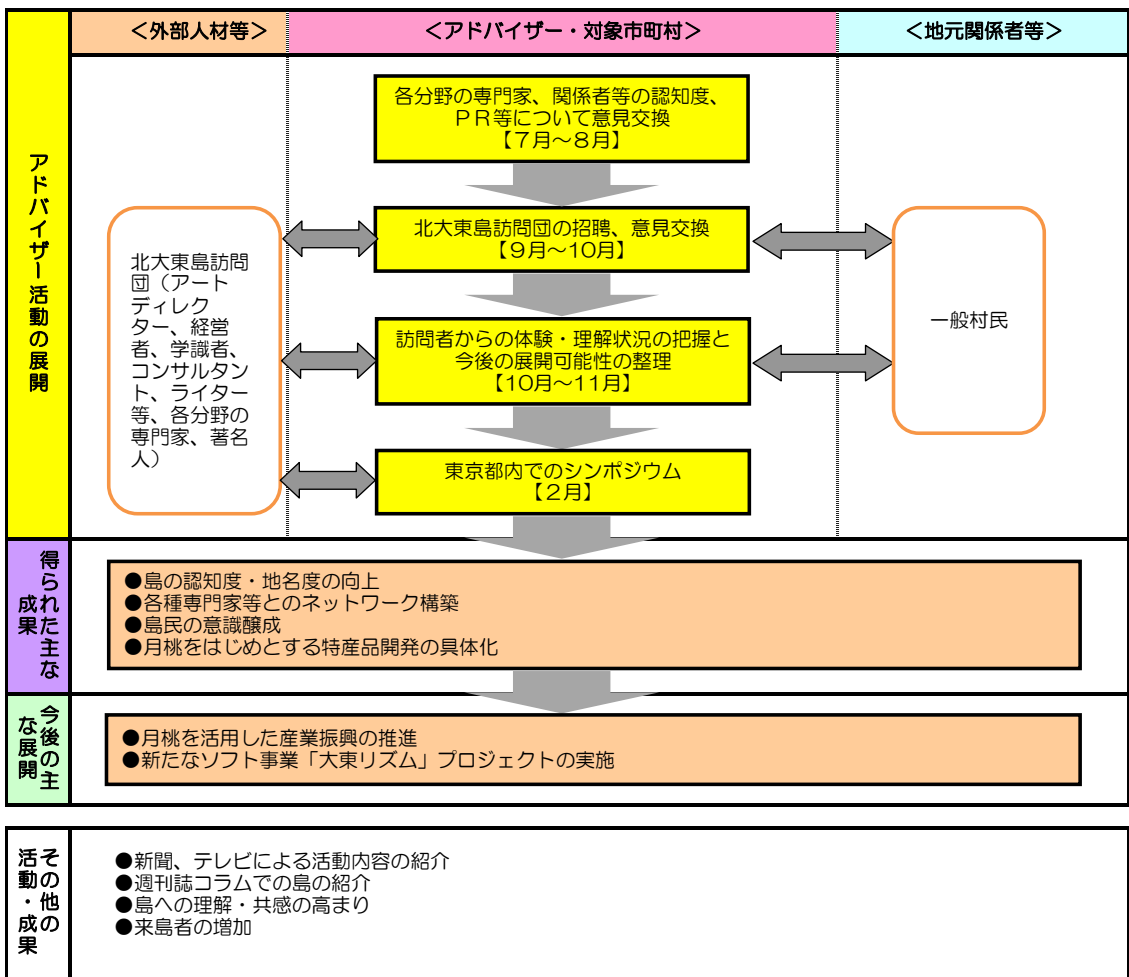 ＜外部人材等＞
＜アドバイザー・対象市町村＞
＜地元関係者等＞
アドバイザー活動の展開
各分野の専門家、関係者等の認知度、
ＰＲ等について意見交換
【７月～８月】
北大東島訪問団の招聘、意見交換
【９月～10月】
訪問者からの体験・理解状況の把握と
今後の展開可能性の整理
【10月～11月】
東京都内でのシンポジウム
【２月】
北大東島訪問
団（アート
ディレク
ター、経営
者、学識者、
コンサルタン
ト、ライター
等、各分野の
専門家、著名
人）
一般村民
得られた主な
成果
●島の認知度・地名度の向上
●各種専門家等とのネットワーク構築
●島民の意識醸成
●月桃をはじめとする特産品開発の具体化
今後の主
な展開
●月桃を活用した産業振興の推進
●新たなソフト事業「大東リズム」プロジェクトの実施
その他の
活動・成果
●新聞、テレビによる活動内容の紹介
●週刊誌コラムでの島の紹介
●島への理解・共感の高まり
●来島者の増加